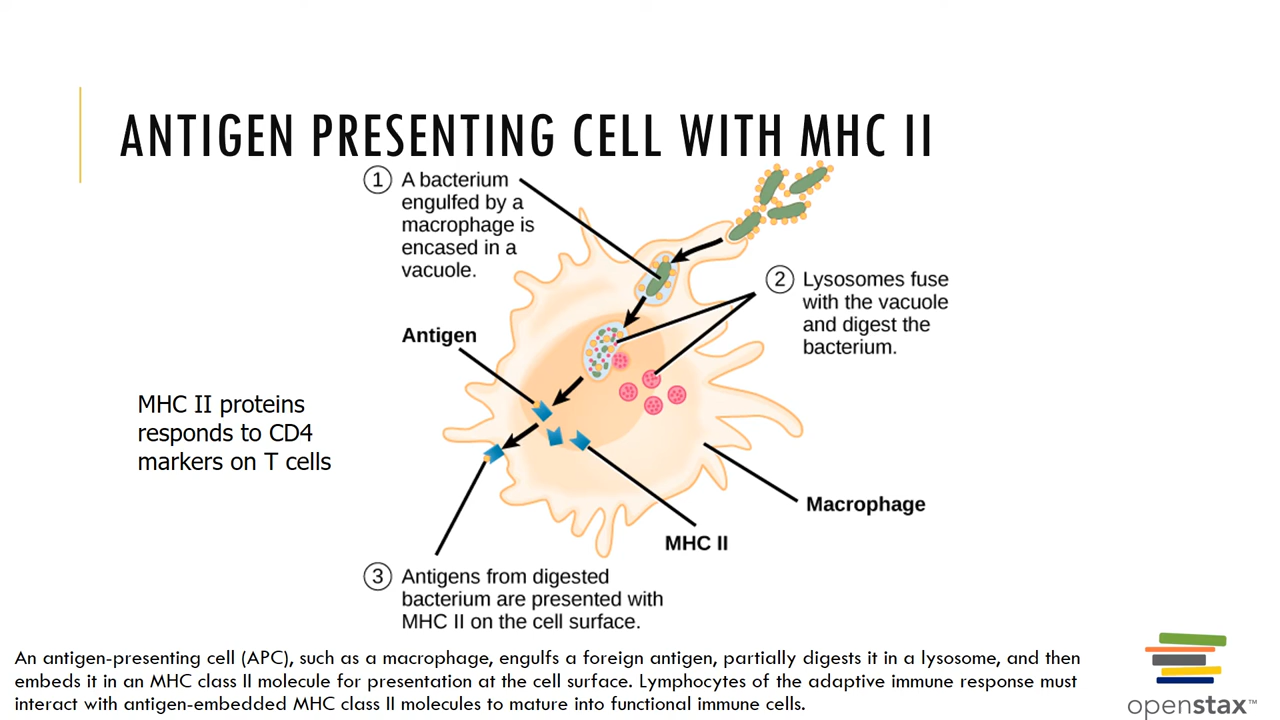 ANTIGEN PRESENTING CELL WITH MHC II
1 A bacterium
engulfed by a
macrophage is
encased in a
vacuole.
2 Lysosomes fuse
with the vacuole
and digest the
bacterium.
Antigen
MHC II proteins
responds to CD4
markers on T cells
Macrophage
MHC II
3 Antigens from digested
bacterium are presented with
MHC II on the cell surface.
An antigen-presenting cell (APC), such as a macrophage, engulfs a foreign antigen, partially digests it in a lysosome, and then
embeds it in an MHC class II molecule for presentation at the cell surface. Lymphocytes of the adaptive immune response must
interact with antigen-embedded MHC class II molecules to mature into functional immune cells.
openstax™